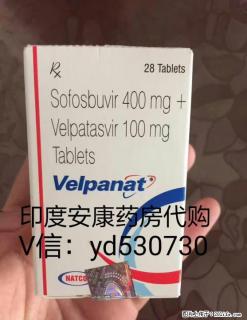 Rx
28 Tablets
Sofosbuvir 400 mg +
Velpatasvir 100 mg
Tablets
Velpanat
印度安康药房代购
V信：yd530730
NATCO